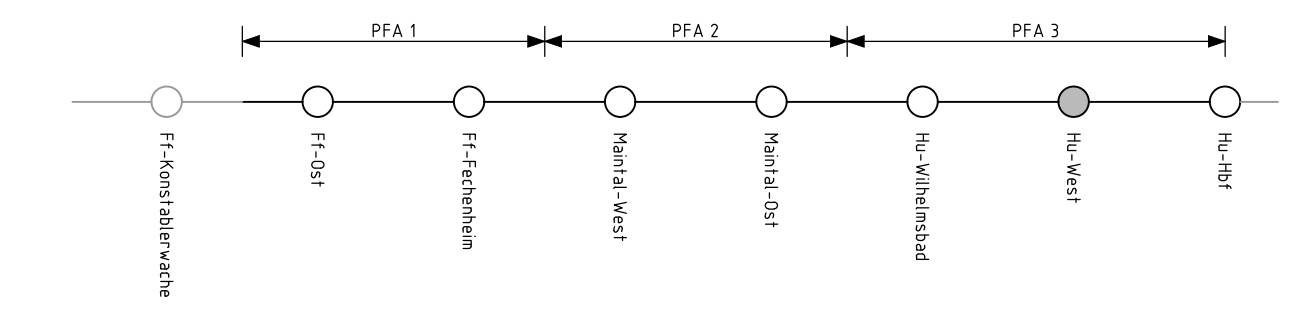 PFA 1
PFA 2
PFA 3
Ff-Konstablerwache
Ff-Ost
Ff-Fechenheim
Maintal-West
Maintal-Ost
Hu-Wilhelmsbad
Hu-West
Hu-Hbf